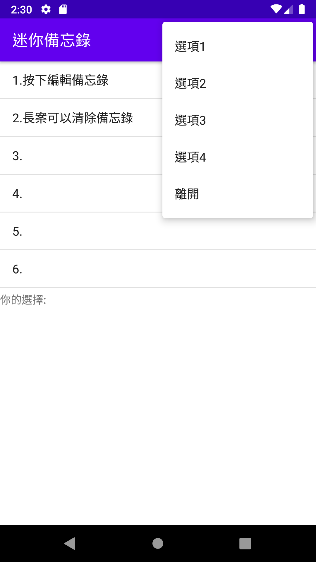 2:30
迷你備忘錄
選項1
選項2
選項3
選項4
離開
1.按下編輯備忘錄
2.長案可以清除備忘錄
3.
4.
5.
6.
你的選擇: